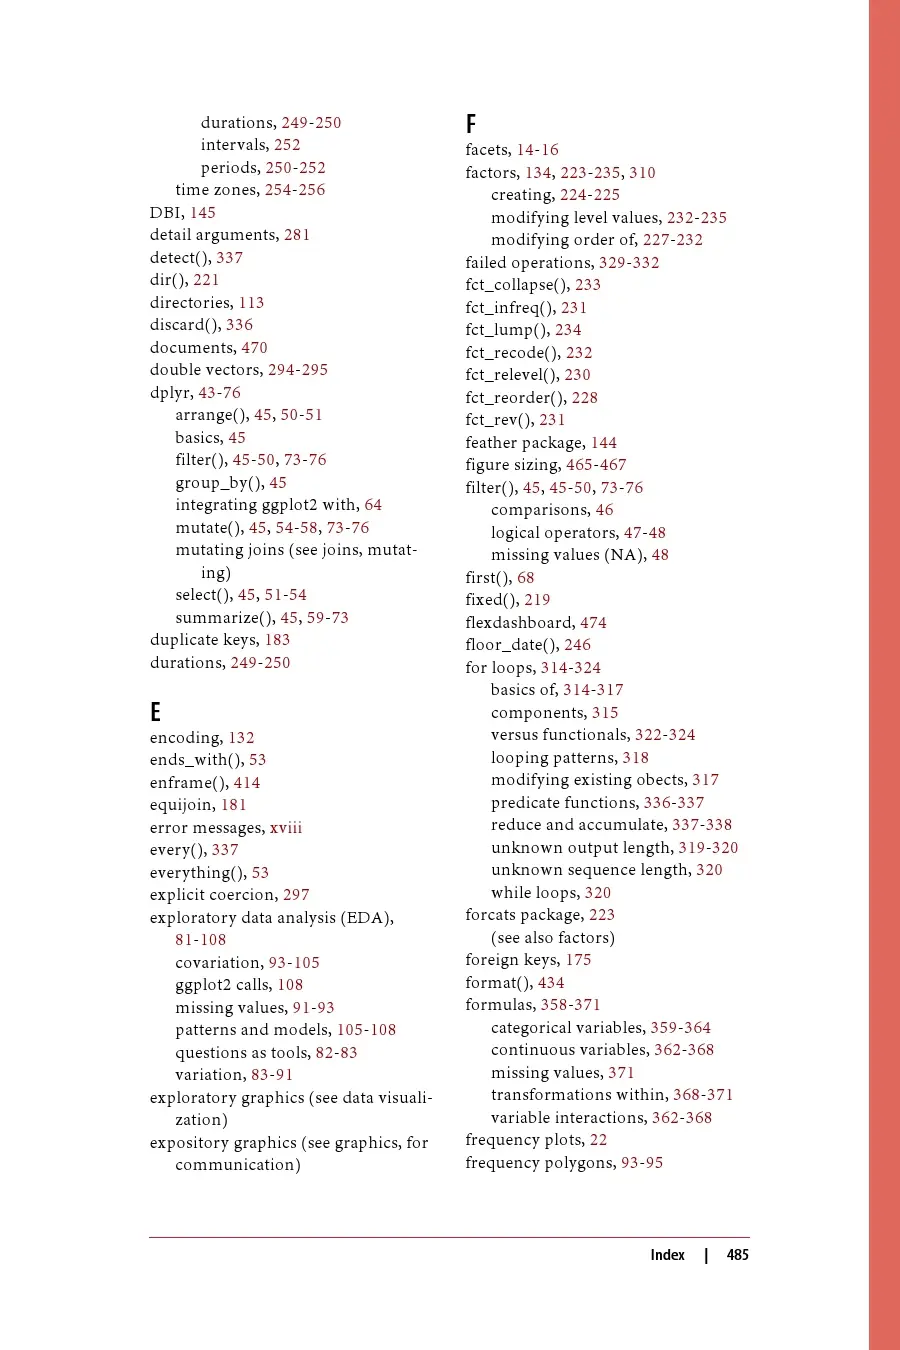 durations, 249-250
intervals, 252
periods, 250-252
time zones, 254-256
DBI, 145
detail arguments, 281
detect(), 337
dir(), 221
directories, 113
discard(), 336
documents, 470
double vectors, 294-295
dplyr, 43-76
arrange(), 45, 50-51
basics, 45
filter(), 45-50, 73-76
group_by(), 45
integrating ggplot2 with, 64
mutate(), 45, 54-58, 73-76
mutating joins (see joins, mutat-
ing)
select(), 45, 51-54
summarize(), 45, 59-73
duplicate keys, 183
durations, 249-250
E
encoding, 132
ends_with(), 53
enframe(), 414
equijoin, 181
error messages, xviii
every(), 337
everything(), 53
explicit coercion, 297
exploratory data analysis (EDA),
81-108
covariation, 93-105
ggplot2 calls, 108
missing values, 91-93
patterns and models, 105-108
questions as tools, 82-83
variation, 83-91
exploratory graphics (see data visuali-
zation)
expository graphics (see graphics, for
communication)
F
facets, 14-16
factors, 134, 223-235, 310
creating, 224-225
modifying level values, 232-235
modifying order of, 227-232
failed operations, 329-332
fct_collapse(), 233
fct_infreq(), 231
fct_lump(), 234
fct_recode(), 232
fct_relevel(), 230
fct_reorder(), 228
fct_rev(), 231
feather package, 144
figure sizing, 465-467
filter(), 45, 45-50, 73-76
comparisons, 46
logical operators, 47-48
missing values (NA), 48
first(), 68
fixed(), 219
flexdashboard, 474
floor_date(), 246
for loops, 314-324
basics of, 314-317
components, 315
versus functionals, 322-324
looping patterns, 318
modifying existing obects, 317
predicate functions, 336-337
reduce and accumulate, 337-338
unknown output length, 319-320
unknown sequence length, 320
while loops, 320
forcats package, 223
(see also factors)
foreign keys, 175
format(), 434
formulas, 358-371
categorical variables, 359-364
continuous variables, 362-368
missing values, 371
transformations within, 368-371
variable interactions, 362-368
frequency plots, 22
frequency polygons, 93-95
Index | 485